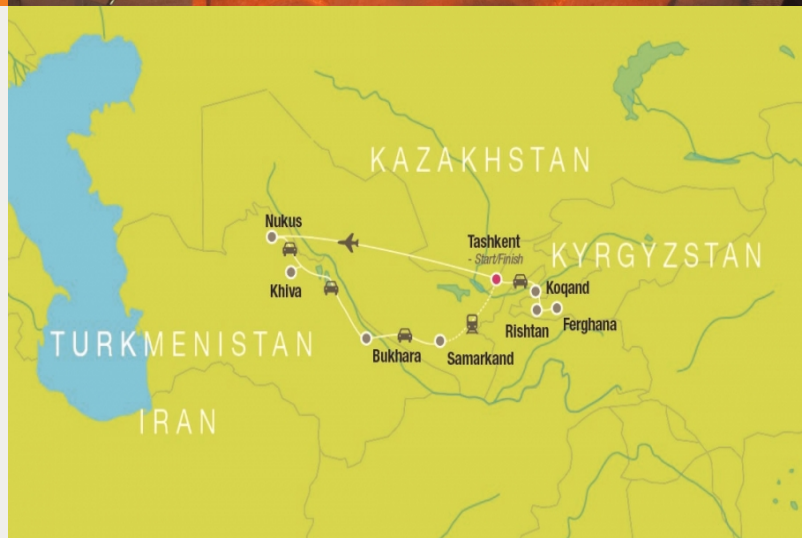 KAZAKHSTAN
Nukus
Tashkent
- Start/Finish
KYRGYZSTAN
Khiva
Koqand
Rishtan
Ferghana
TURKMENISTAN
Bukhara
Samarkand
IRAN